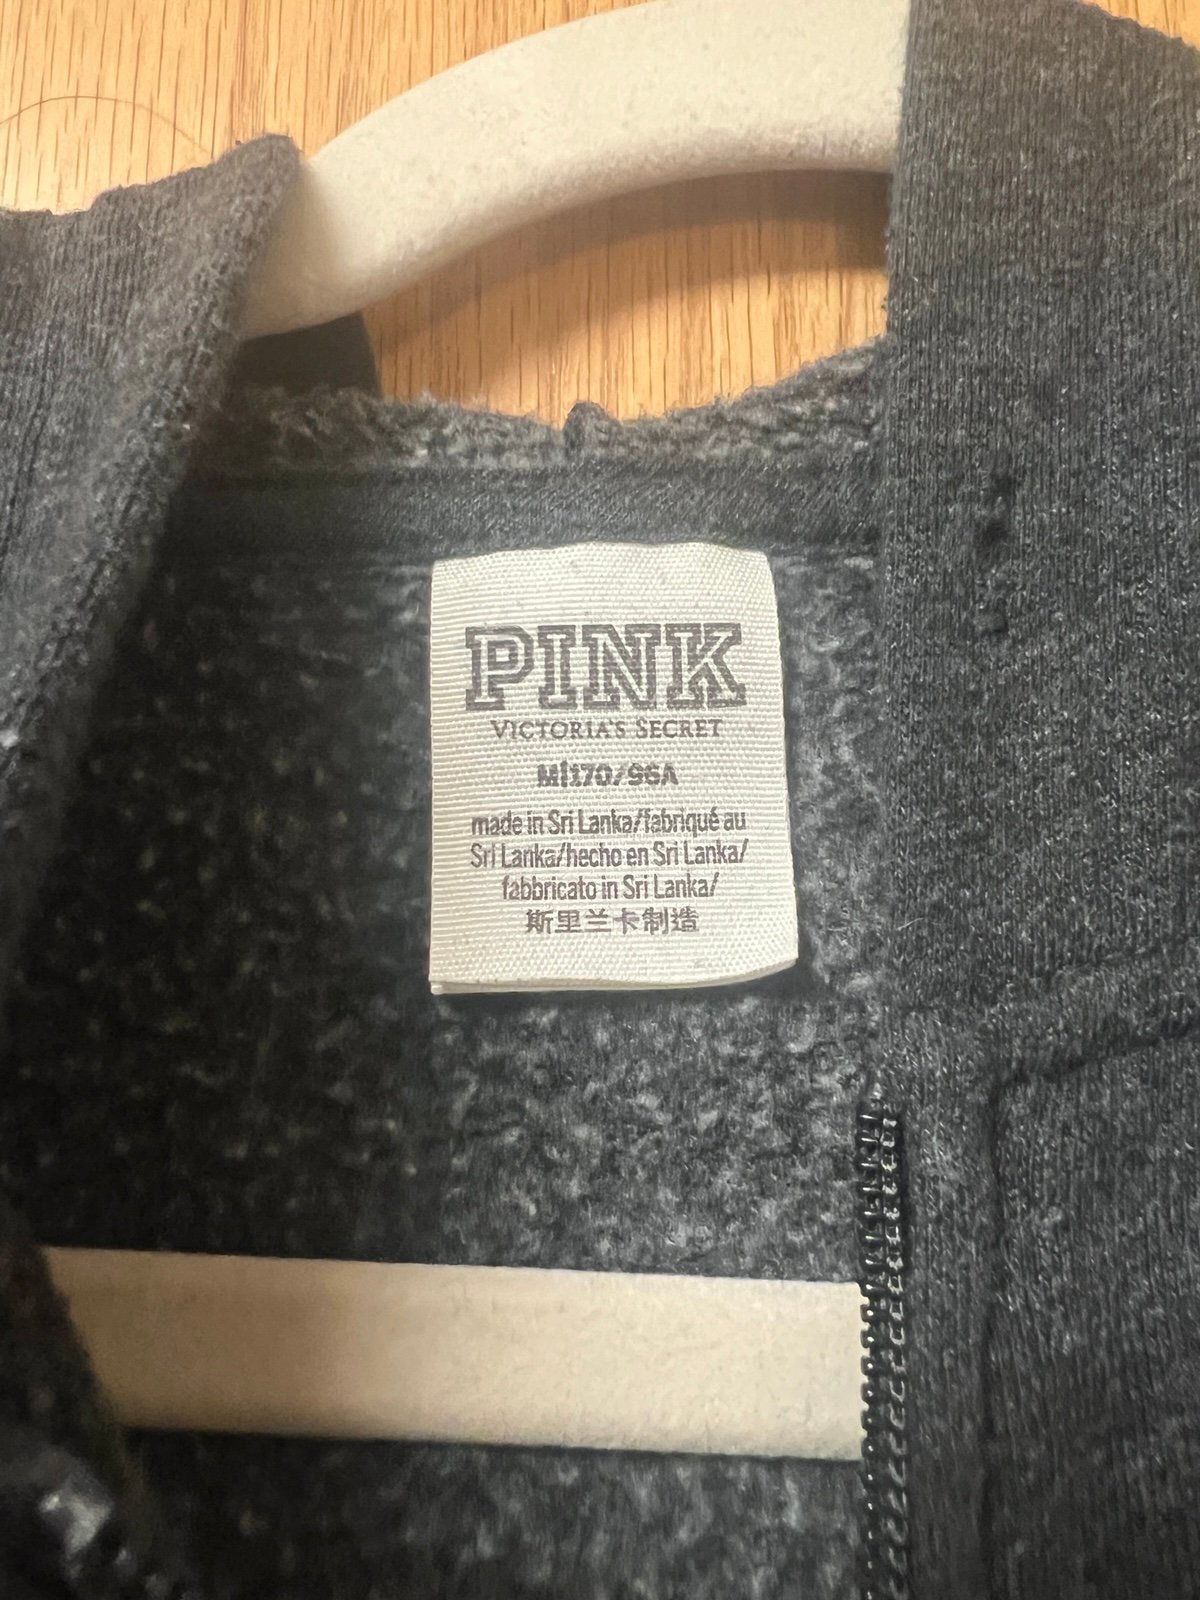 PINK
VICTORIA'S SECRET
M|170/96A
made in Sri Lanka/fabriqué au
Sri Lanka/hecho en Sri Lanka/
fabbricato in Sri Lanka/
斯里兰卡制造